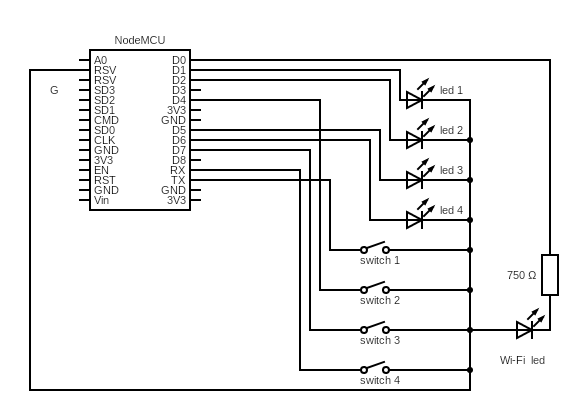 NodeMCU
A0 D0
RSV D1
RSV D2
G SD3 D3
SD2 D4
SD1 3V3
CMD GND
SD0 D5
CLK D6
GND D7
3V3 D8
EN RX
RST TX
GND GND
Vin 3V3
led 1
led 2
led 3
led 4
switch 1
switch 2
switch 3
switch 4
750 Ω
Wi-Fi led